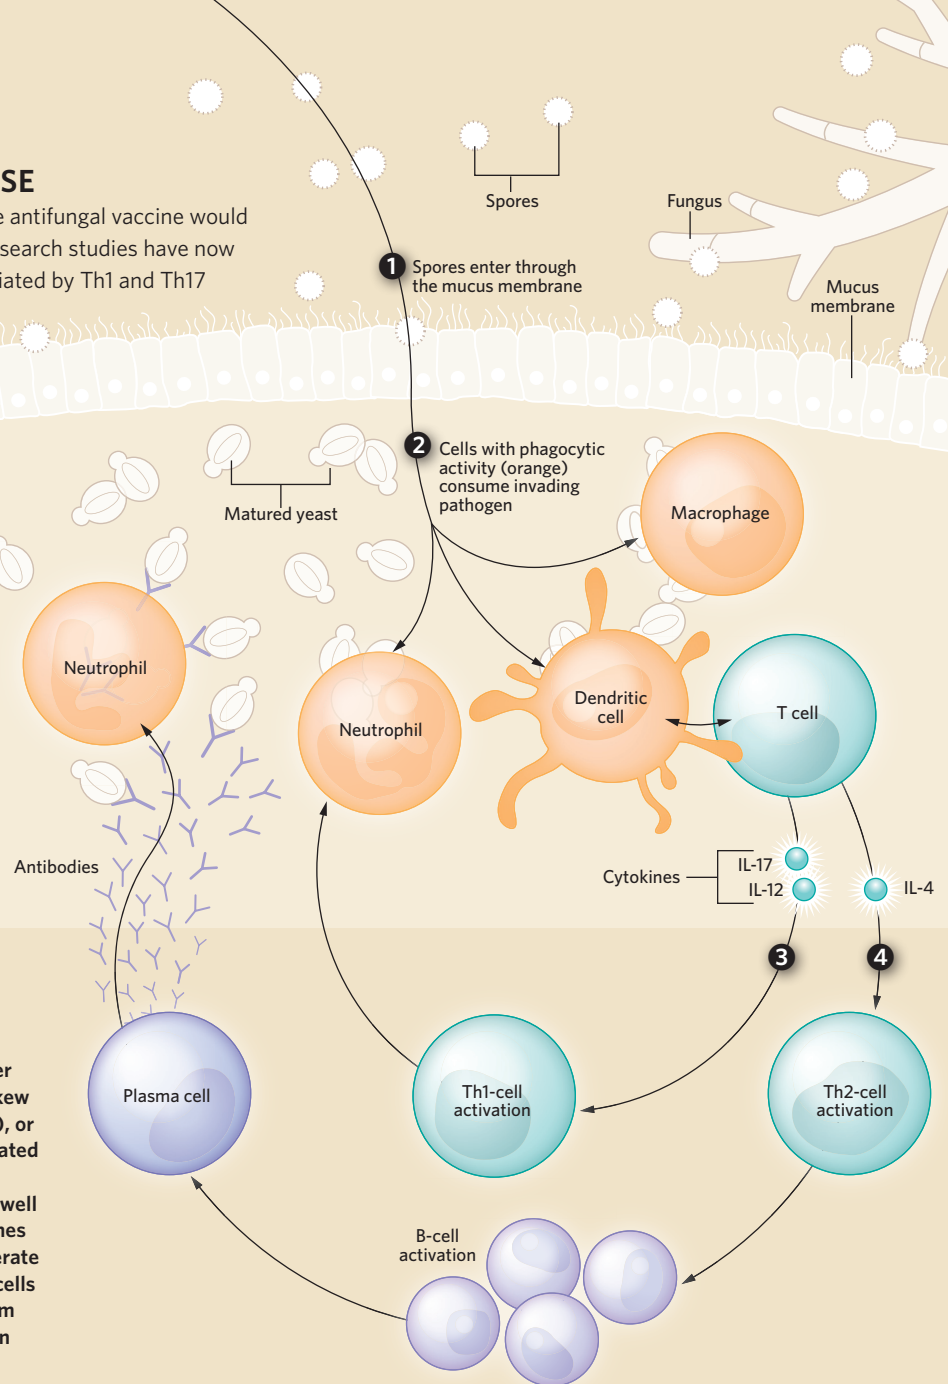 SE
e antifungal vaccine would
search studies have now
iated by Th1 and Th17
Spores
Fungus
1 Spores enter through
the mucus membrane
Mucus
membrane
2 Cells with phagocytic
activity (orange)
consume invading
pathogen
Matured yeast
Macrophage
Neutrophil
Neutrophil
Dendritic
cell
T cell
Antibodies
Cytokines
IL-17
IL-12
IL-4
3
4
Plasma cell
Th1-cell
activation
Th2-cell
activation
B-cell
activation
er
kew
), or
ated
well
nes
erate
cells
m
n